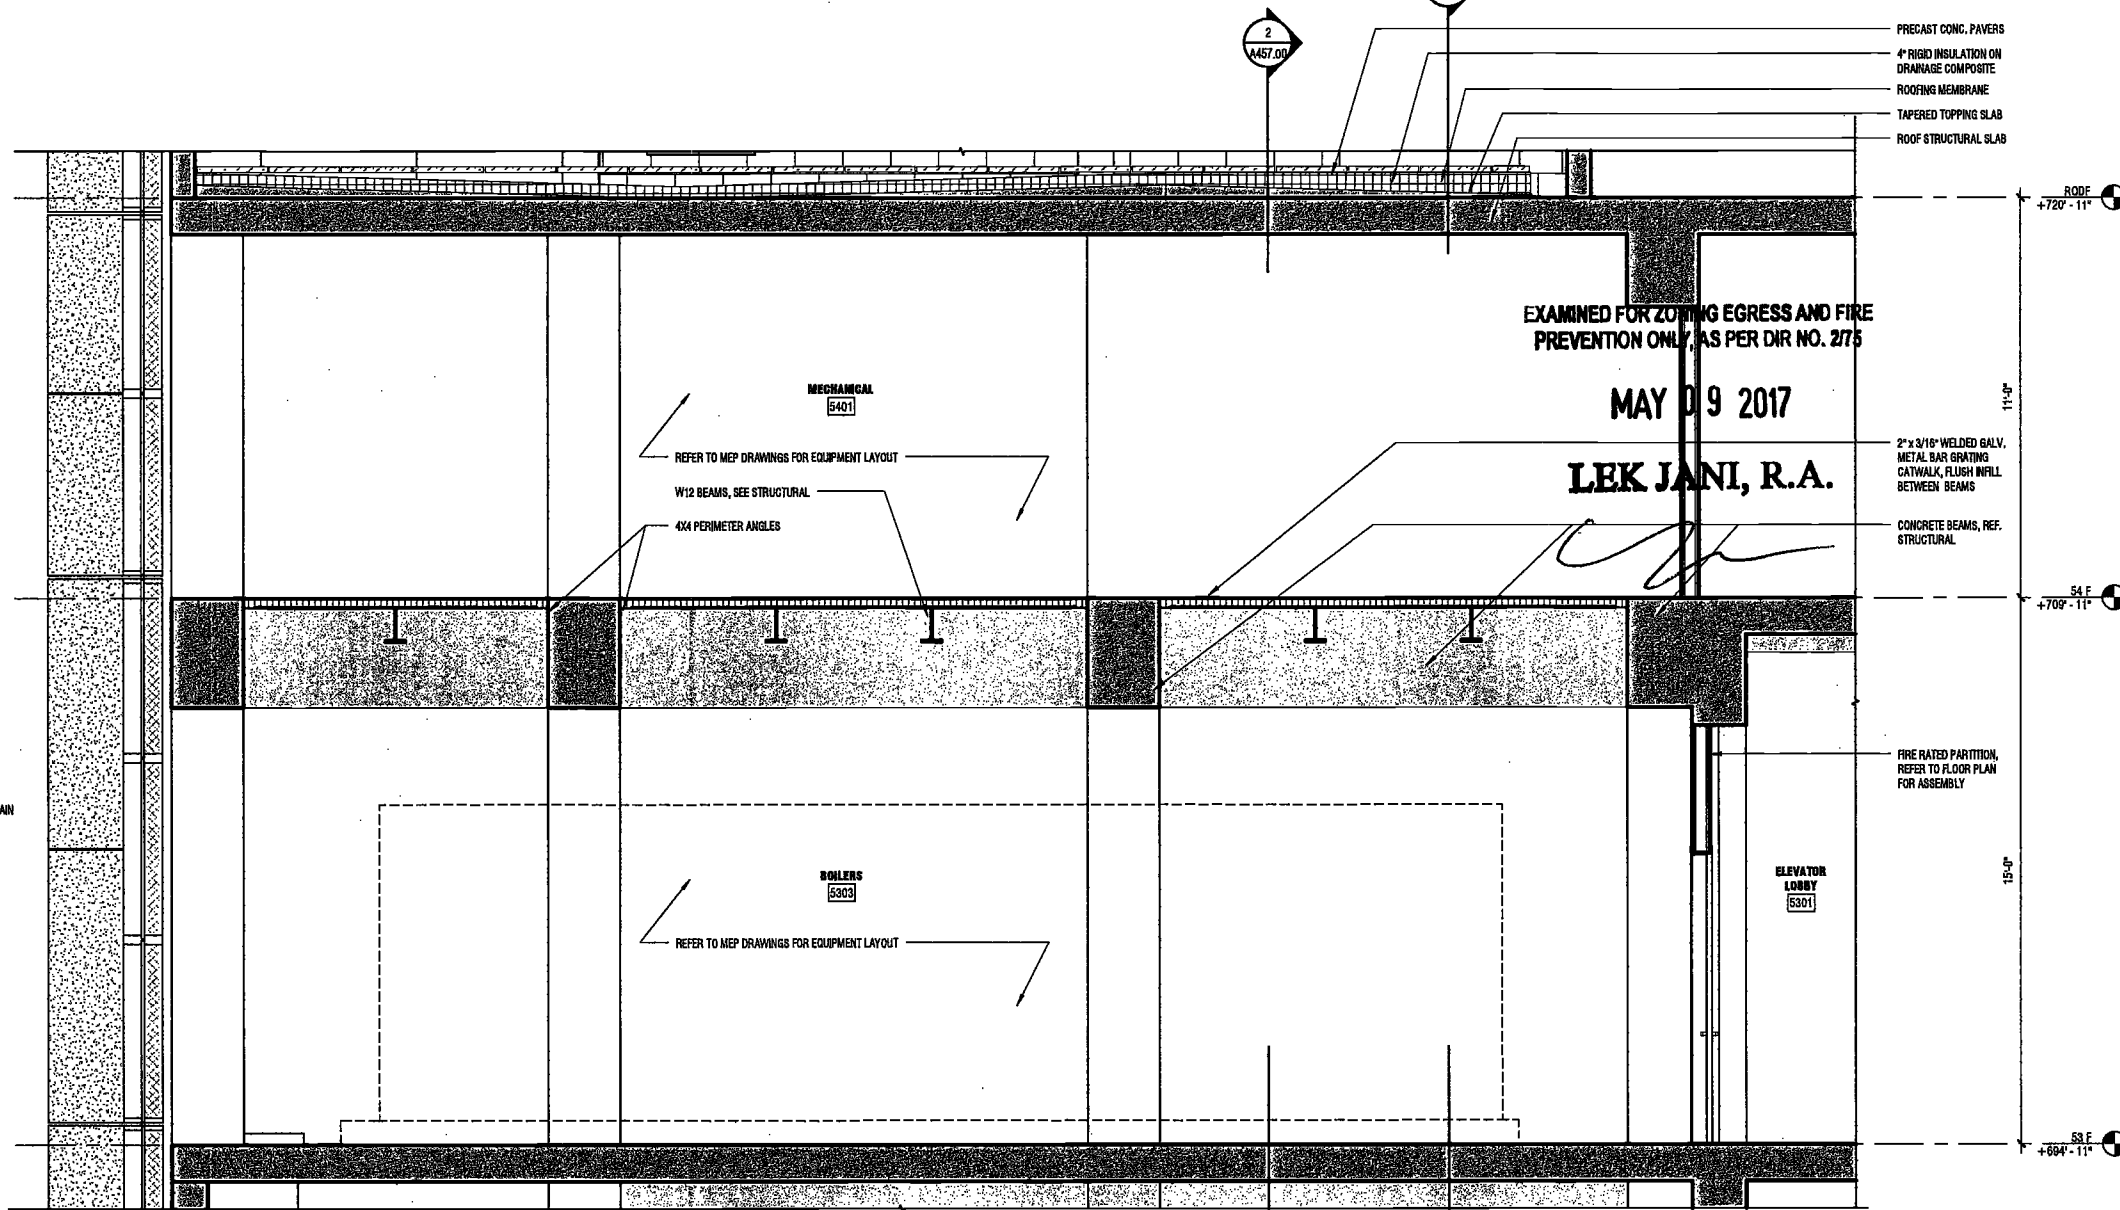 2
A457.00
PRECAST CONC. PAVERS
4" RIGID INSULATION ON
DRAINAGE COMPOSITE
ROOFING MEMBRANE
TAPERED TOPPING SLAB
ROOF STRUCTURAL SLAB
ROOF
+720' - 11"
EXAMINED FOR ZONING EGRESS AND FIRE
PREVENTION ONLY, AS PER DIR NO. 2/75
MAY 09 2017
LEK JANI, R.A.
MECHANICAL
5401
REFER TO MEP DRAWINGS FOR EQUIPMENT LAYOUT
W12 BEAMS, SEE STRUCTURAL
4X4 PERIMETER ANGLES
11'-0"
2" x 3/16" WELDED GALV.
METAL BAR GRATING
CATWALK, FLUSH INFILL
BETWEEN BEAMS
CONCRETE BEAMS, REF.
STRUCTURAL
54 F
+709' - 11"
FIRE RATED PARTITION,
REFER TO FLOOR PLAN
FOR ASSEMBLY
AIN
BOILERS
5303
REFER TO MEP DRAWINGS FOR EQUIPMENT LAYOUT
ELEVATOR
LOBBY
5301
15'-0"
53 F
+694' - 11"